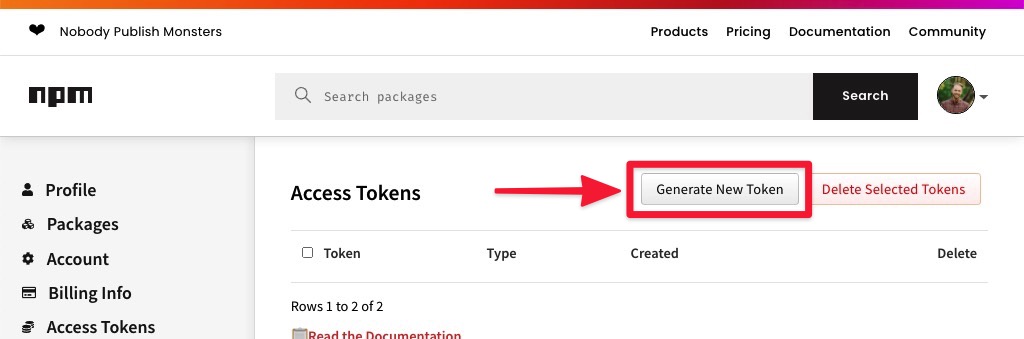 ❤ Nobody Publish Monsters
Products Pricing Documentation Community
npm
Search packages
Search
Profile
Packages
Account
Billing Info
Access Tokens
Access Tokens
Generate New Token
Delete Selected Tokens
Token Type Created Delete
Rows 1 to 2 of 2
Read the Documentation